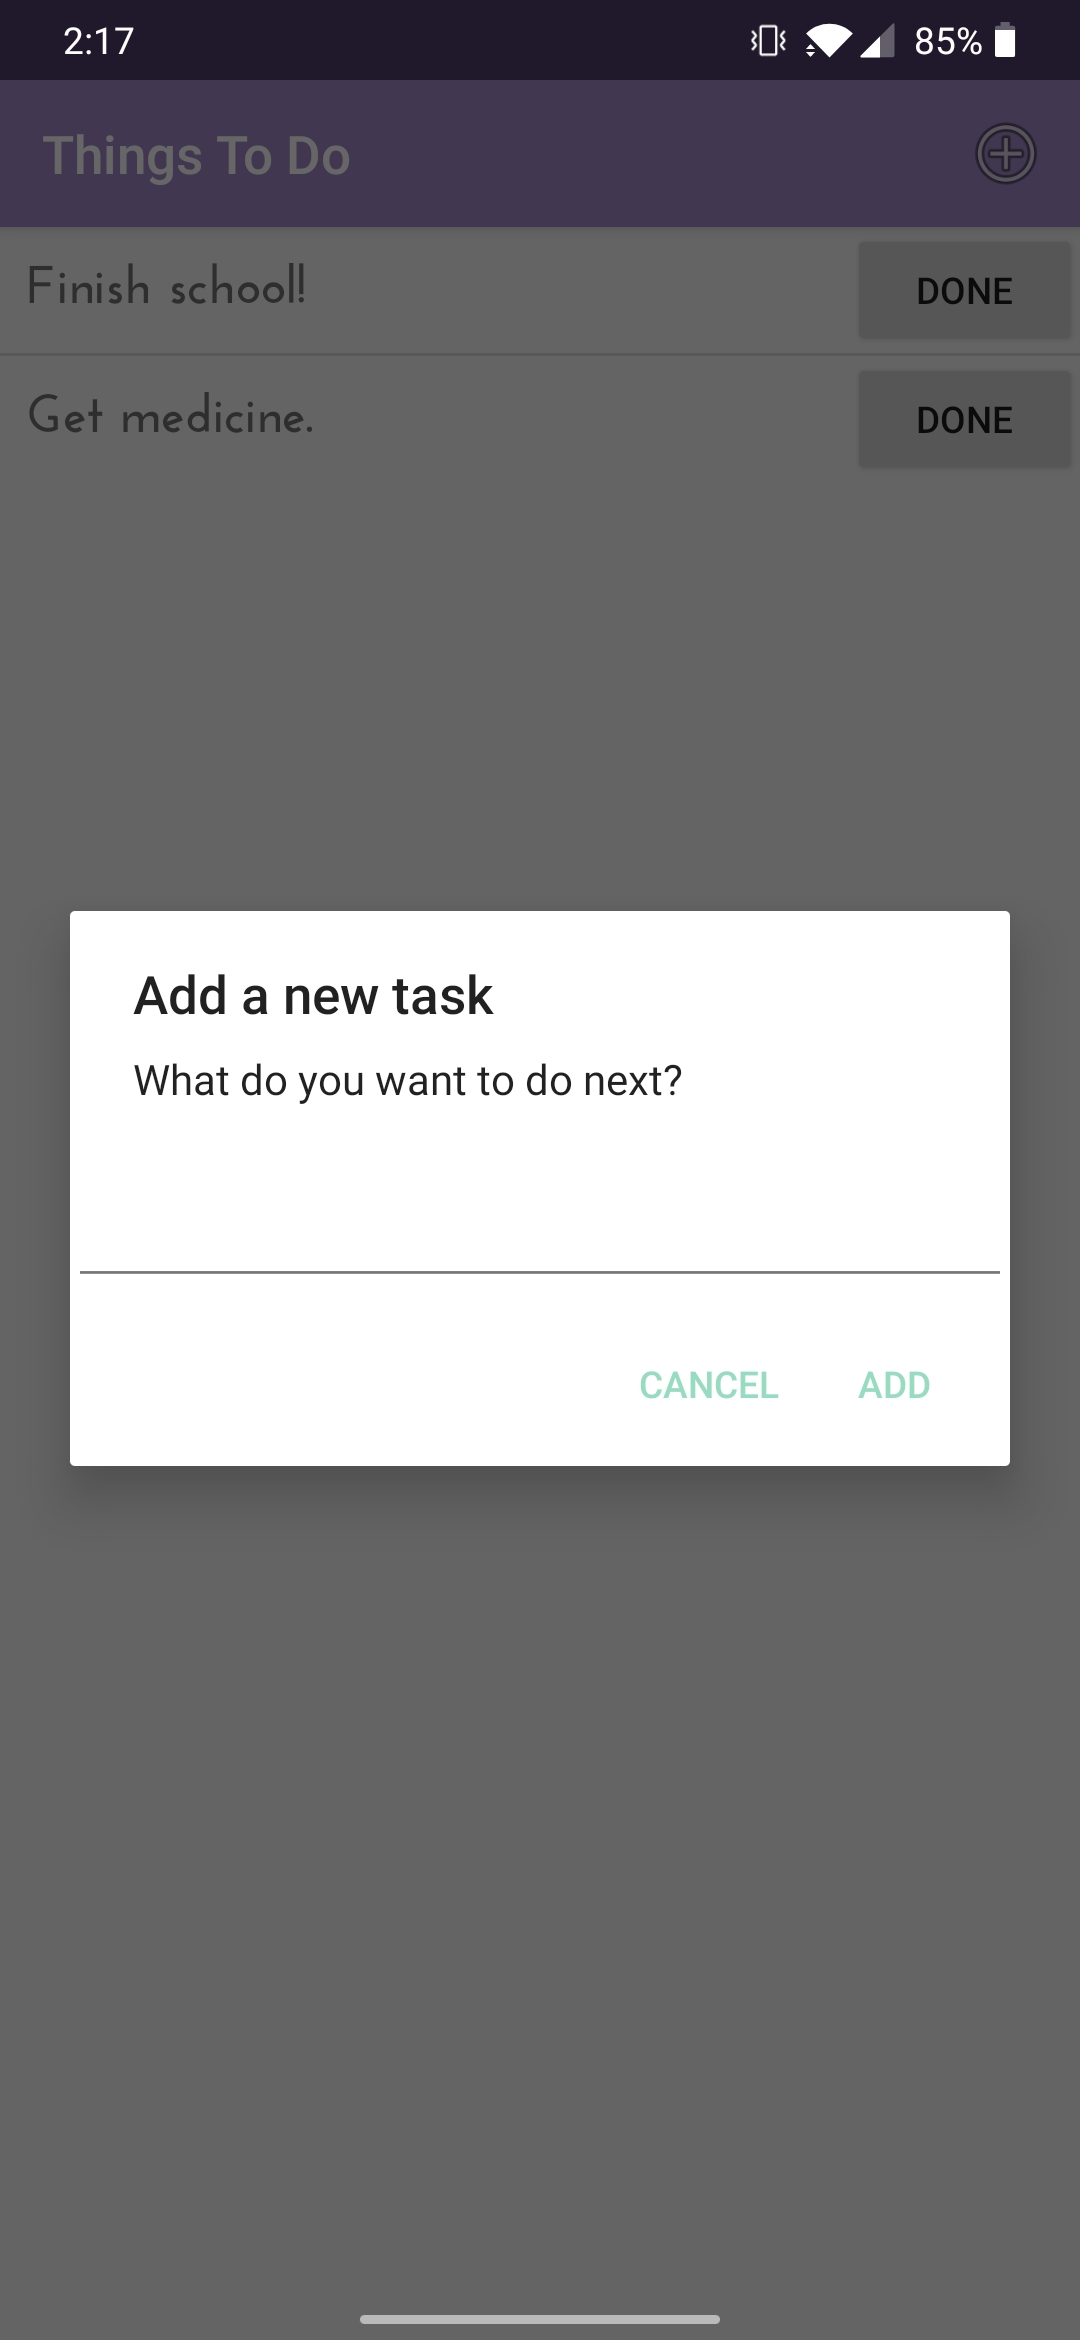 2:17 85%
Things To Do
Finish school! DONE
Get medicine. DONE
Add a new task
What do you want to do next?
CANCEL ADD